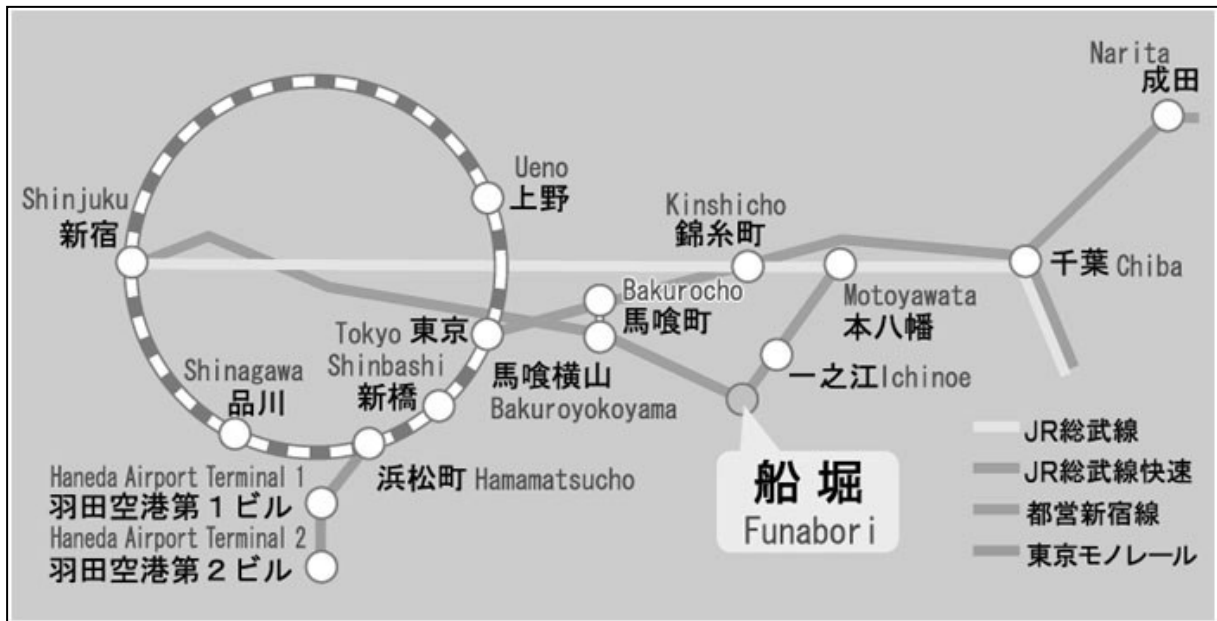 Narita
成田
Ueno
上野
Shinjuku
新宿
Kinshicho
錦糸町
千葉 Chiba
Bakurocho
馬喰町
Motoyawata
本八幡
Tokyo 東京
Shinbashi
新橋
馬喰横山
Bakuroyokoyama
一之江 Ichinoe
Shinagawa
品川
浜松町 Hamamatsucho
Haneda Airport Terminal 1
羽田空港第1ビル
Haneda Airport Terminal 2
羽田空港第2ビル
船堀
Funabori
JR総武線
JR総武線快速
都営新宿線
東京モノレール